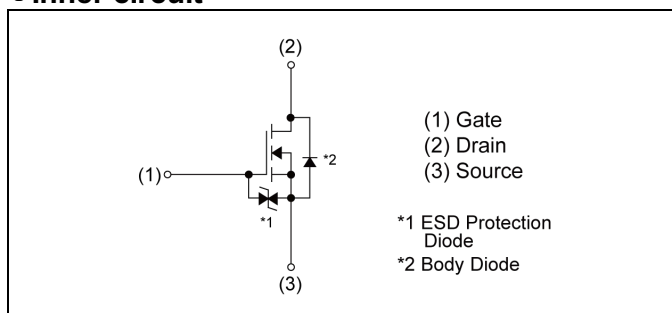 Inner circuit
(2)
(1) Gate
(2) Drain
(3) Source
*2
(1)
*1
*1 ESD Protection
Diode
*2 Body Diode
(3)